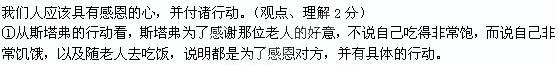 我们人应该具有感恩的心，并付诸行动。（观点、理解 2 分）
①从斯塔弗的行动看，斯塔弗为了感谢那位老人的好意，不说自己吃得非常饱，而说自己非
常饥饿，以及随老人去吃饭，说明都是为了感恩对方，并有具体的行动。